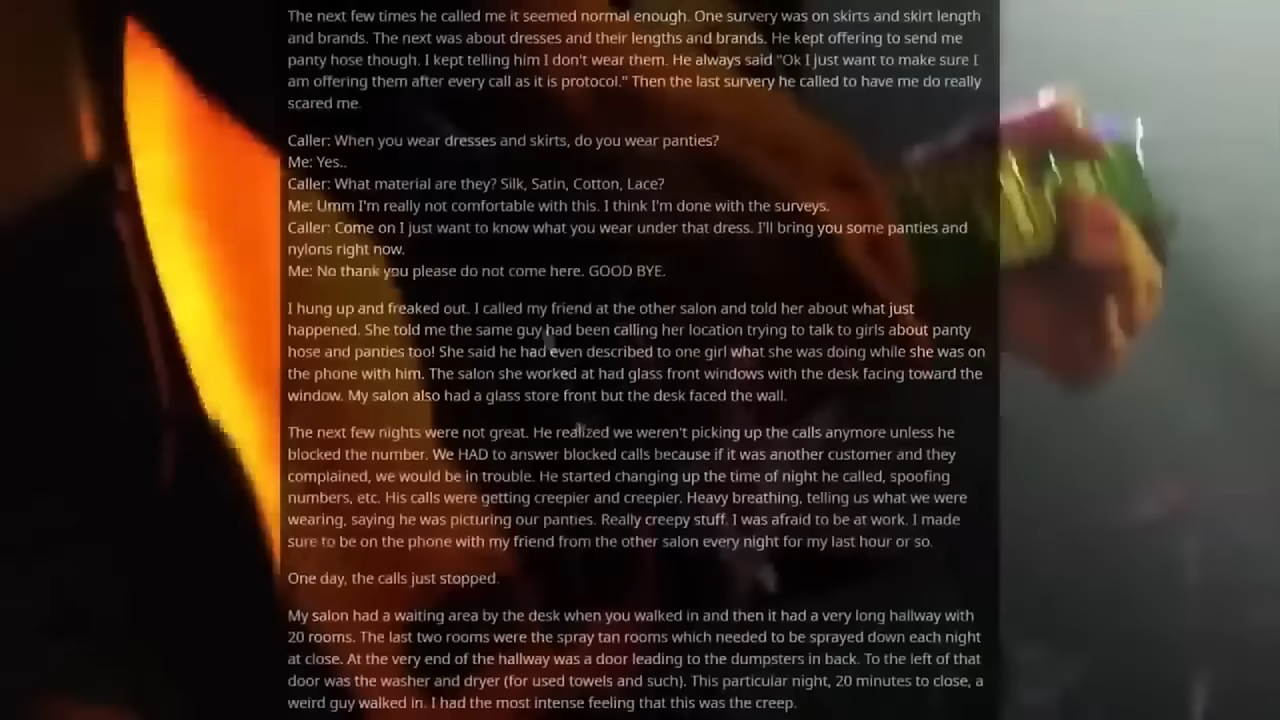 The next few times he called me it seemed normal enough. One survery was on skirts and skirt length
and brands. The next was about dresses and their lengths and brands. He kept offering to send me
panty hose though. I kept telling him I don't wear them. He always said "Ok I just want to make sure I
am offering them after every call as it is protocol." Then the last survery he called to have me do really
scared me.
Caller: When you wear dresses and skirts, do you wear panties?
Me: Yes..
Caller: What material are they? Silk, Satin, Cotton, Lace?
Me: Umm I'm really not comfortable with this. I think I'm done with the surveys.
Caller: Come on I just want to know what you wear under that dress. I'll bring you some panties and
nylons right now.
Me: No thank you please do not come here. GOOD BYE.
I hung up and freaked out. I called my friend at the other salon and told her about what just
happened. She told me the same guy had been calling her location trying to talk to girls about panty
hose and panties too! She said he had even described to one girl what she was doing while she was on
the phone with him. The salon she worked at had glass front windows with the desk facing toward the
window. My salon also had a glass store front but the desk faced the wall.
The next few nights were not great. He realized we weren't picking up the calls anymore unless he
blocked the number. We HAD to answer blocked calls because if it was another customer and they
complained, we would be in trouble. He started changing up the time of night he called, spoofing
numbers, etc. His calls were getting creepier and creepier. Heavy breathing, telling us what we were
wearing, saying he was picturing our panties. Really creepy stuff. I was afraid to be at work. I made
sure to be on the phone with my friend from the other salon every night for my last hour or so.
One day, the calls just stopped.
My salon had a waiting area by the desk when you walked in and then it had a very long hallway with
20 rooms. The last two rooms were the spray tan rooms which needed to be sprayed down each night
at close. At the very end of the hallway was a door leading to the dumpsters in back. To the left of that
door was the washer and dryer (for used towels and such). This particular night, 20 minutes to close, a
weird guy walked in. I had the most intense feeling that this was the creep.